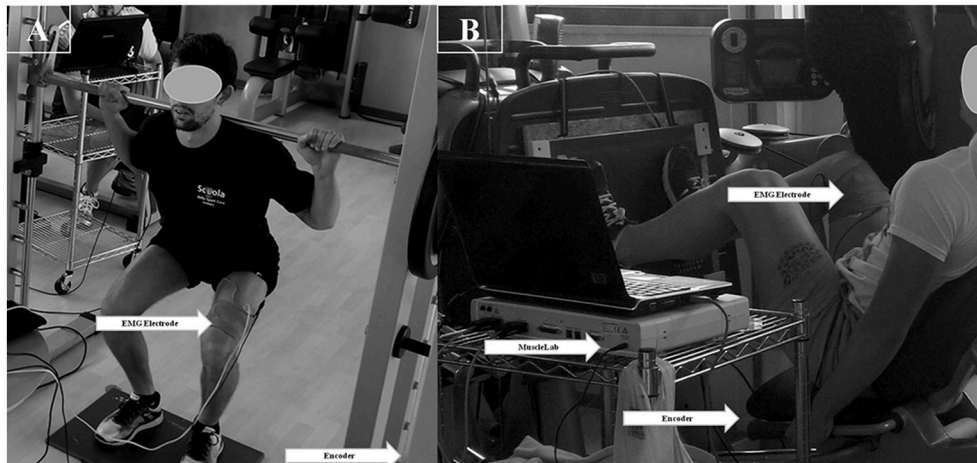 A
Scuola
EMG Electrode
Encoder
B
EMG Electrode
MuscleLab
Encoder